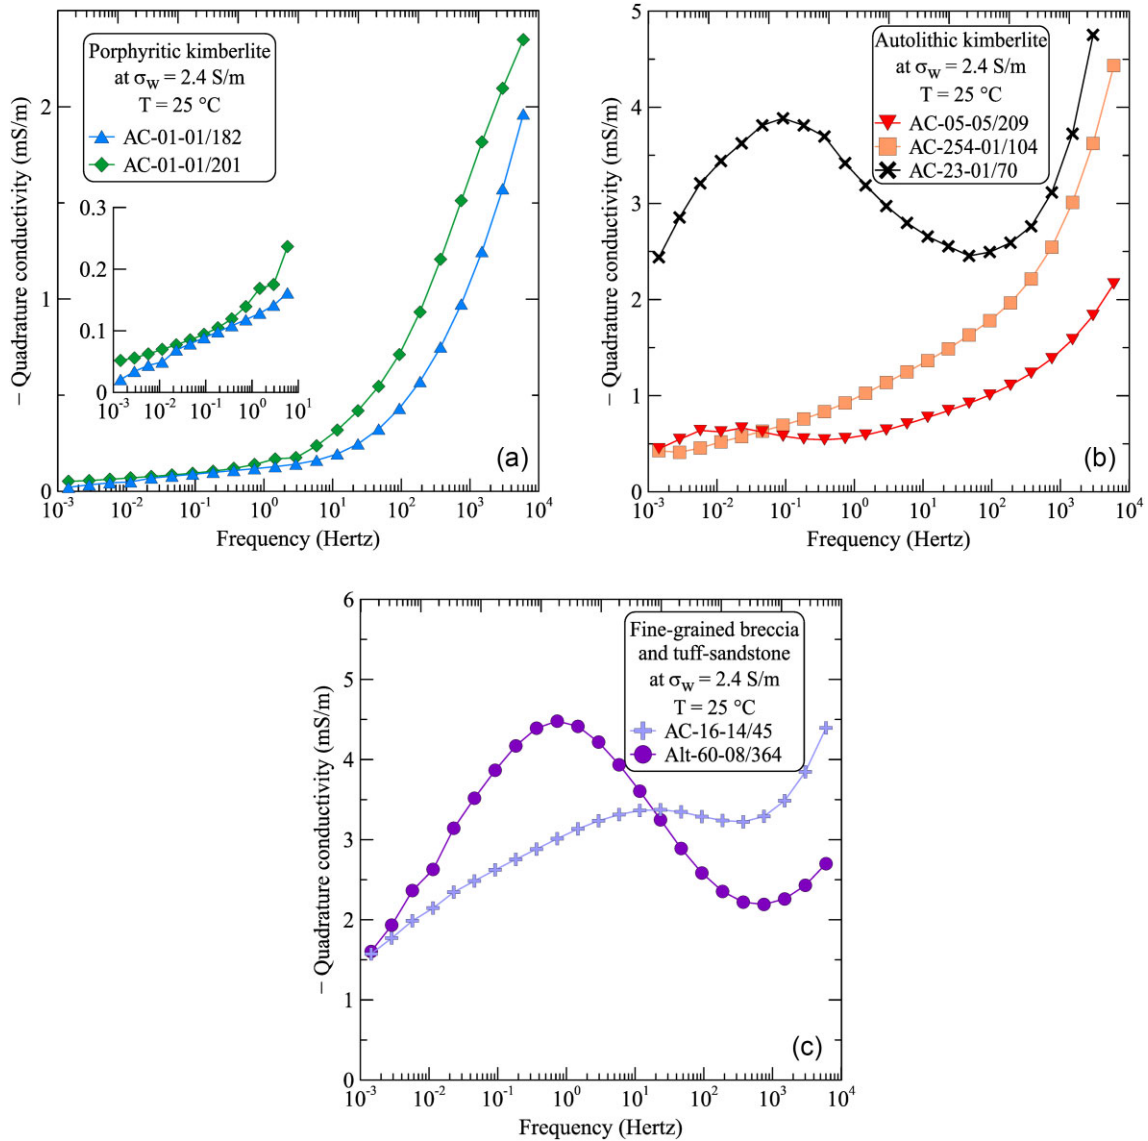 Porphyritic kimberlite
at σw = 2.4 S/m
T = 25 °C
AC-01-01/182
AC-01-01/201
− Quadrature conductivity (mS/m)
2
1
0
0.3
0.2
0.1
0
10-3 10-2 10-1 100 101
(a)
10-3 10-2 10-1 100 101 102 103 104
Frequency (Hertz)
Autolithic kimberlite
at σw = 2.4 S/m
T = 25 °C
AC-05-05/209
AC-254-01/104
AC-23-01/70
− Quadrature conductivity (mS/m)
5
4
3
2
1
0
(b)
10-3 10-2 10-1 100 101 102 103 104
Frequency (Hertz)
Fine-grained breccia
and tuff-sandstone
at σw = 2.4 S/m
T = 25 °C
AC-16-14/45
Alt-60-08/364
− Quadrature conductivity (mS/m)
6
5
4
3
2
1
0
(c)
10-3 10-2 10-1 100 101 102 103 104
Frequency (Hertz)